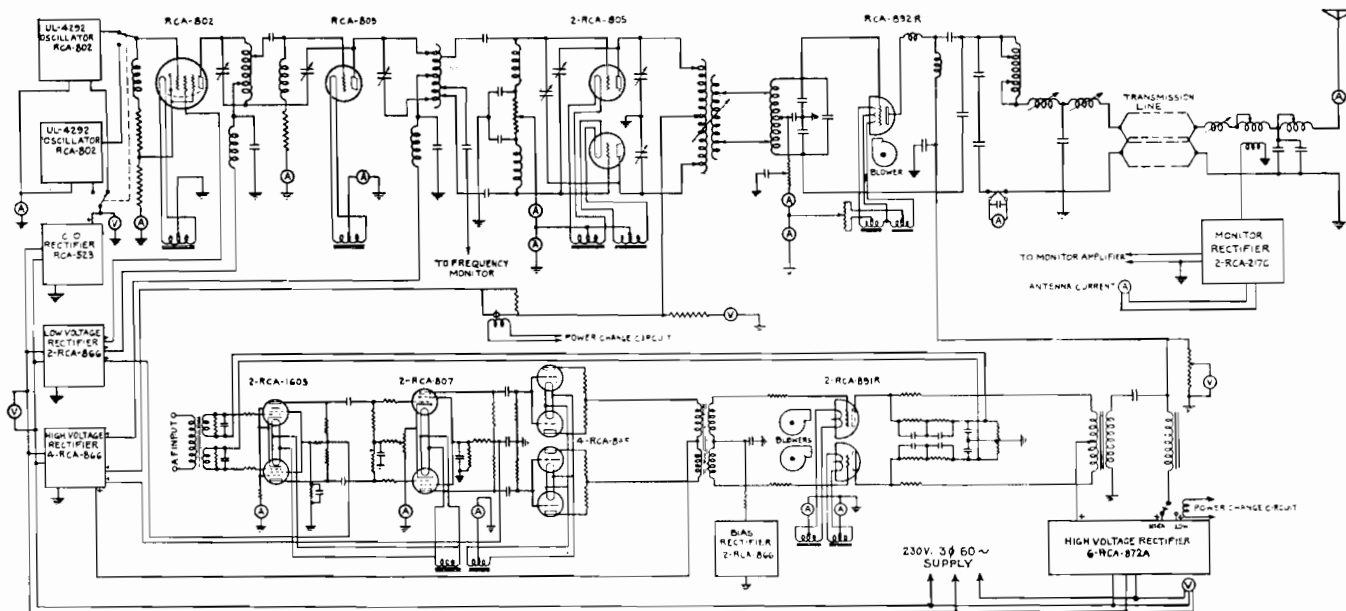 RCA-802
RCA-809
2-RCA-805
RCA-892R
UL-4292
OSCILLATOR
RCA-802
UL-4292
OSCILLATOR
RCA-802
A
A
A
A
A
A
A
A
A
A
V
BLOWER
TRANSMISSION
LINE
C.O
RECTIFIER
RCA-523
TO FREQUENCY
MONITOR
MONITOR
RECTIFIER
2-RCA-217C
TO MONITOR AMPLIFIER
ANTENNA CURRENT
A
LOW VOLTAGE
RECTIFIER
2-RCA-866
POWER CHANGE CIRCUIT
V
V
V
2-RCA-1603
2-RCA-807
2-RCA-891R
A F INPUT
HIGH VOLTAGE
RECTIFIER
4-RCA-866
4-RCA-845
BLOWERS
A
A
A
A
A
BIAS
RECTIFIER
2-RCA-866
230V. 3ϕ 60~
SUPPLY
POWER CHANGE CIRCUIT
HIGH VOLTAGE RECTIFIER
6-RCA-872A
V